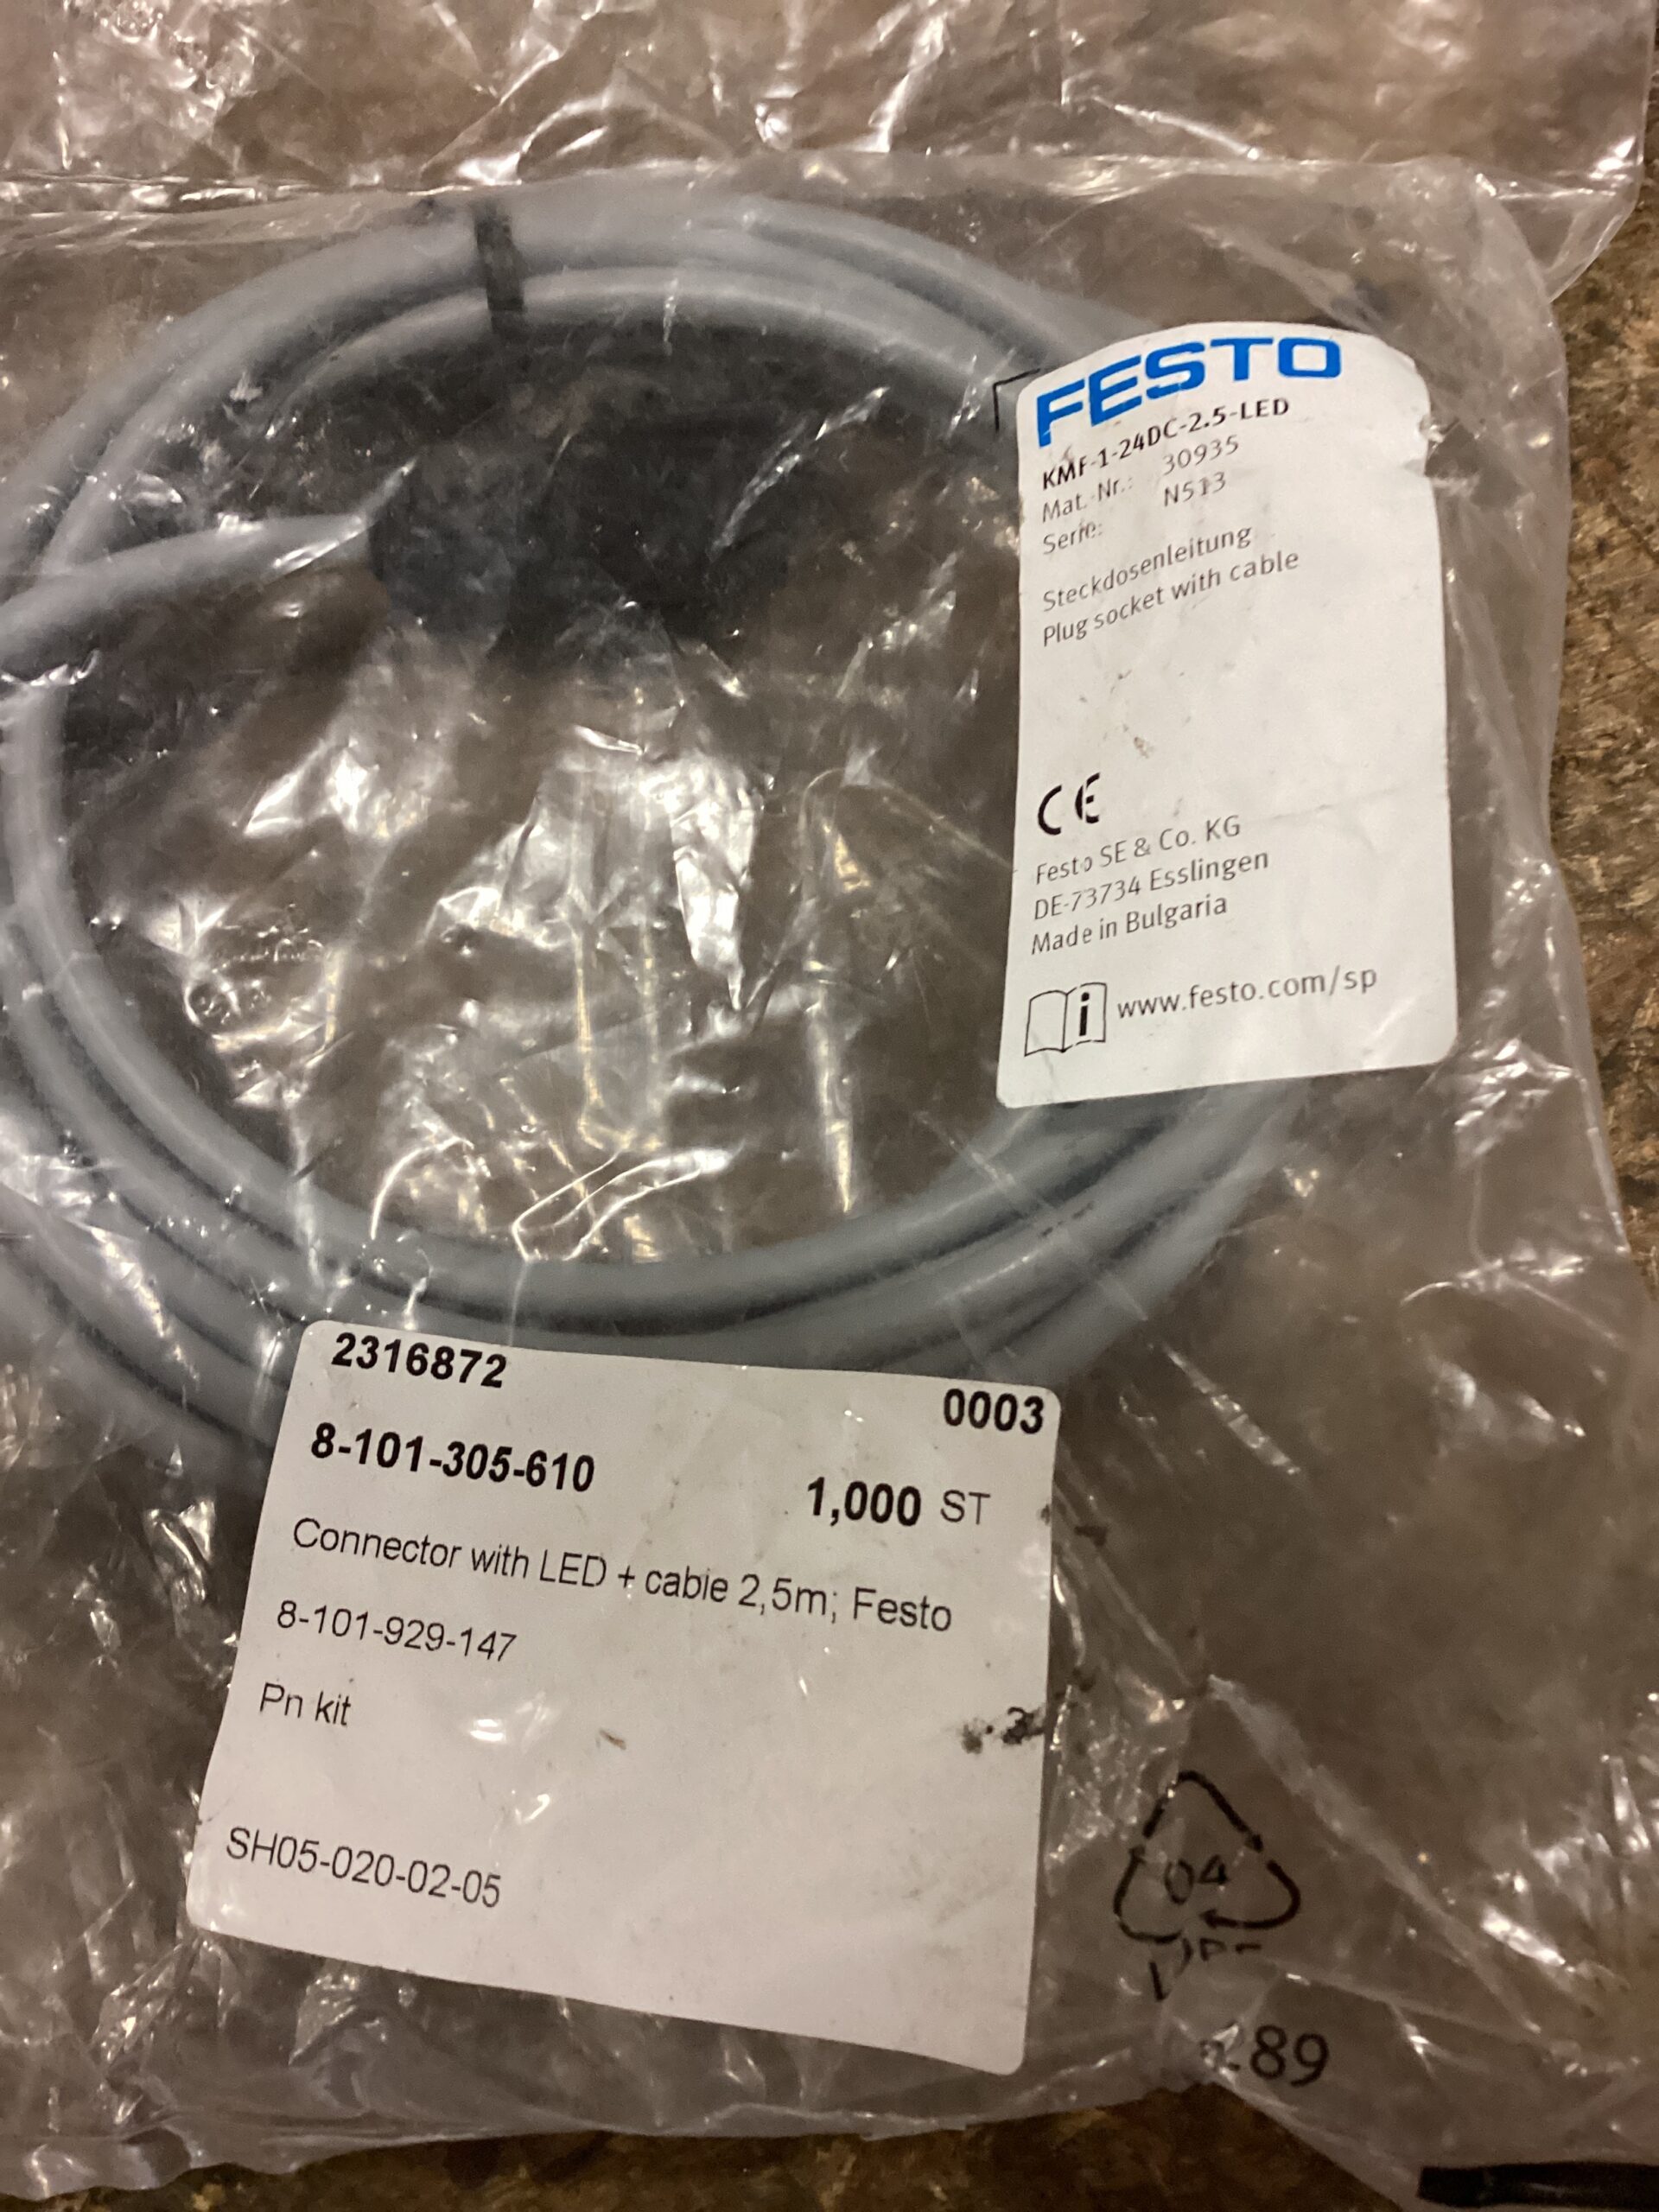 FESTO
KMF-1-24DC-2.5-LED
Mat.-Nr.: 30935
Serie: N513
Steckdosenleitung
Plug socket with cable
CE
Festo SE & Co. KG
DE-73734 Esslingen
Made in Bulgaria
i www.festo.com/sp
2316872 0003
8-101-305-610 1,000 ST
Connector with LED + cable 2,5m; Festo
8-101-929-147
Pn kit
SH05-020-02-05
04
89